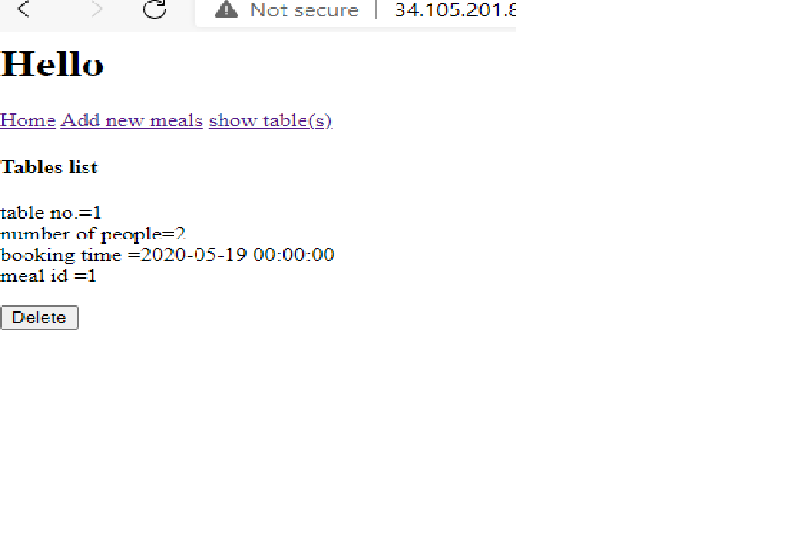 Not secure | 34.105.201.8
Hello
Home Add new meals show table(s)
Tables list
table no.=1
number of people=2
booking time =2020-05-19 00:00:00
meal id =1
Delete